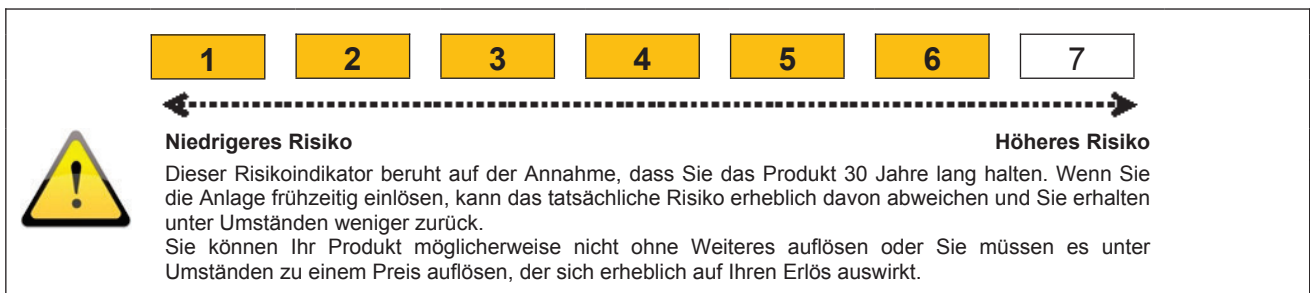 1 2 3 4 5 6 7
Niedrigeres Risiko Höheres Risiko
Dieser Risikoindikator beruht auf der Annahme, dass Sie das Produkt 30 Jahre lang halten. Wenn Sie
die Anlage frühzeitig einlösen, kann das tatsächliche Risiko erheblich davon abweichen und Sie erhalten
unter Umständen weniger zurück.
Sie können Ihr Produkt möglicherweise nicht ohne Weiteres auflösen oder Sie müssen es unter
Umständen zu einem Preis auflösen, der sich erheblich auf Ihren Erlös auswirkt.